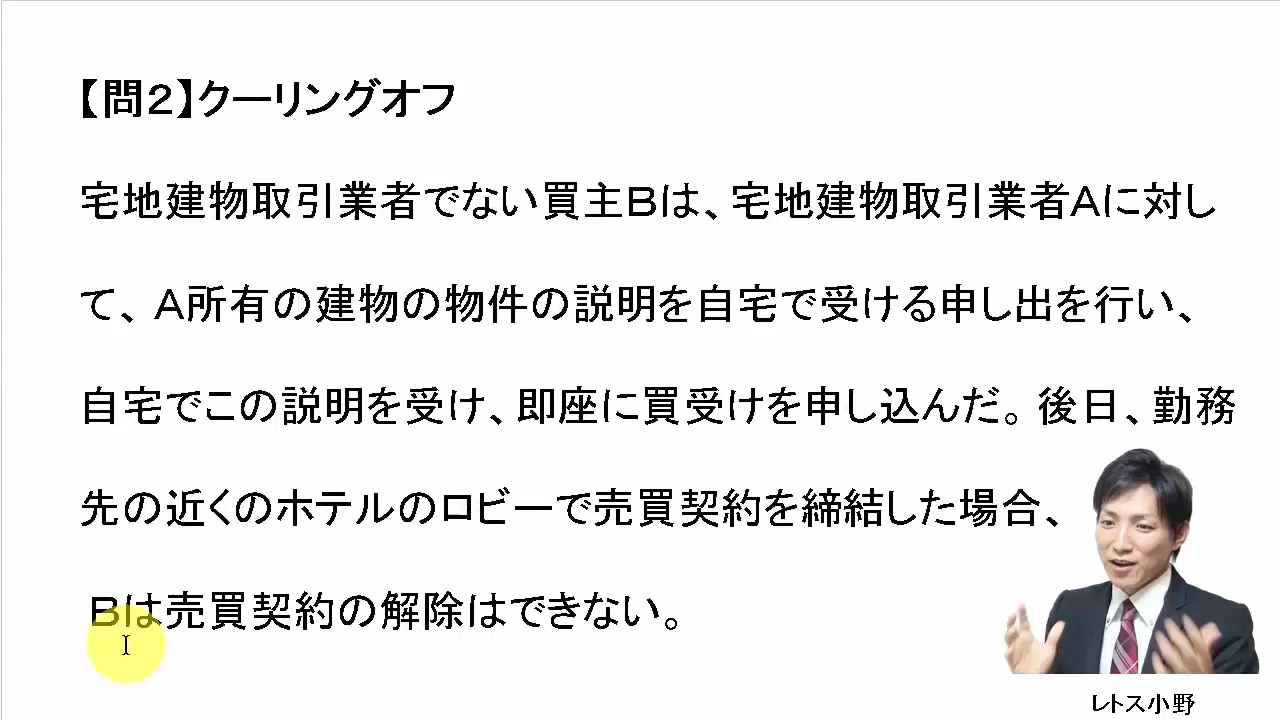 【問２】クーリングオフ
宅地建物取引業者でない買主Ｂは、宅地建物取引業者Ａに対し
て、Ａ所有の建物の物件の説明を自宅で受ける申し出を行い、
自宅でこの説明を受け、即座に買受けを申し込んだ。後日、勤務
先の近くのホテルのロビーで売買契約を締結した場合、
Ｂは売買契約の解除はできない。
レトス小野